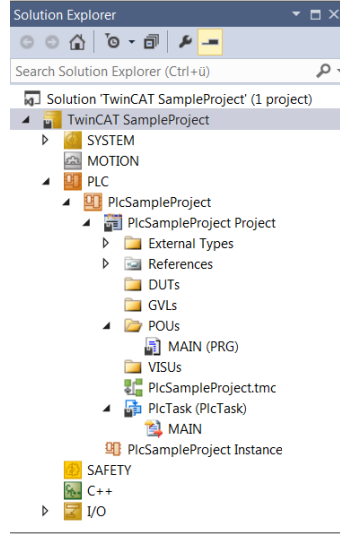 Solution Explorer
Search Solution Explorer (Ctrl+ü)
Solution 'TwinCAT SampleProject' (1 project)
TwinCAT SampleProject
SYSTEM
MOTION
PLC
PlcSampleProject
PlcSampleProject Project
External Types
References
DUTs
GVLs
POUs
MAIN (PRG)
VISUs
PlcSampleProject.tmc
PlcTask (PlcTask)
MAIN
PlcSampleProject Instance
SAFETY
C++
I/O